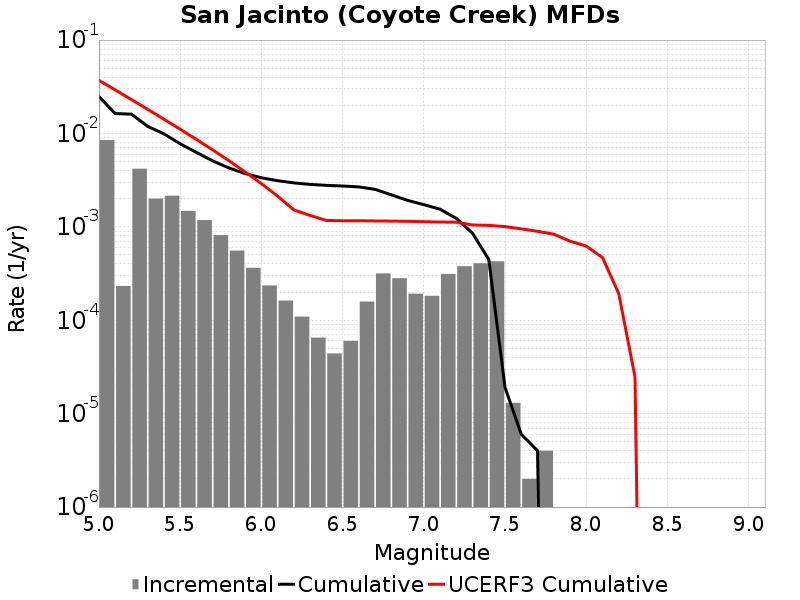 San Jacinto (Coyote Creek) MFDs
10-1
10-2
10-3
10-4
10-5
10-6
Rate (1/yr)
5.0 5.5 6.0 6.5 7.0 7.5 8.0 8.5 9.0
Magnitude
Incremental Cumulative UCERF3 Cumulative